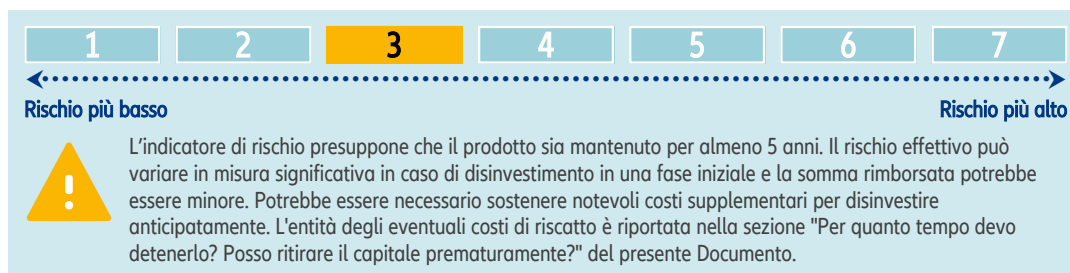 1 2 3 4 5 6 7
Rischio più basso Rischio più alto
L'indicatore di rischio presuppone che il prodotto sia mantenuto per almeno 5 anni. Il rischio effettivo può
variare in misura significativa in caso di disinvestimento in una fase iniziale e la somma rimborsata potrebbe
essere minore. Potrebbe essere necessario sostenere notevoli costi supplementari per disinvestire
anticipatamente. L'entità degli eventuali costi di riscatto è riportata nella sezione "Per quanto tempo devo
detenerlo? Posso ritirare il capitale prematuramente?" del presente Documento.